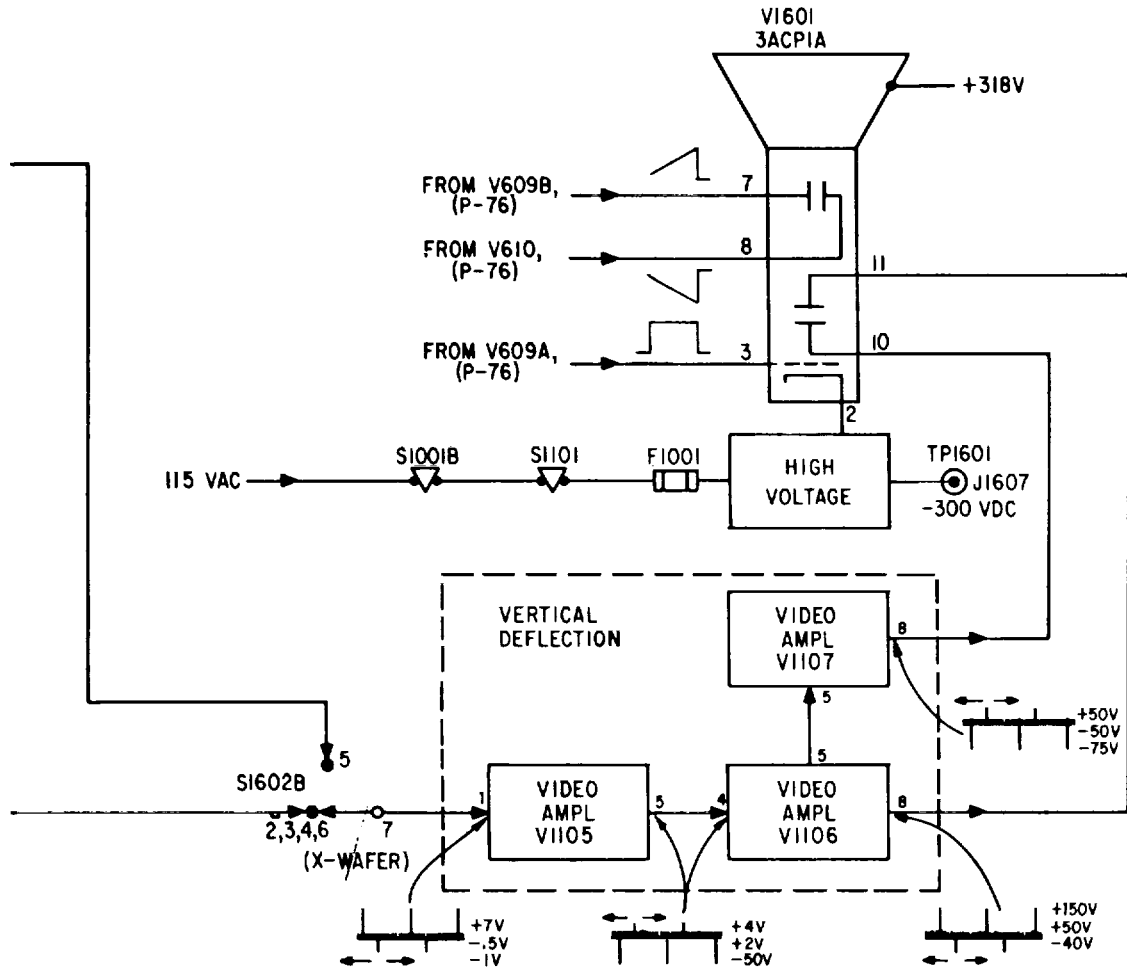 V1601
3ACP1A
+318V
FROM V609B,
(P-76)
7
FROM V610,
(P-76)
8
11
10
FROM V609A,
(P-76)
3
2
115 VAC
S1001B
S1101
F1001
HIGH
VOLTAGE
TP1601
J1607
-300 VDC
VERTICAL
DEFLECTION
VIDEO
AMPL
V1107
8
5
+50V
-50V
-75V
5
S1602B
2,3,4,6
7
(X-WAFER)
1
VIDEO
AMPL
V1105
5
4
5
VIDEO
AMPL
V1106
8
+7V
-.5V
-1V
+4V
+2V
-50V
+150V
+50V
-40V